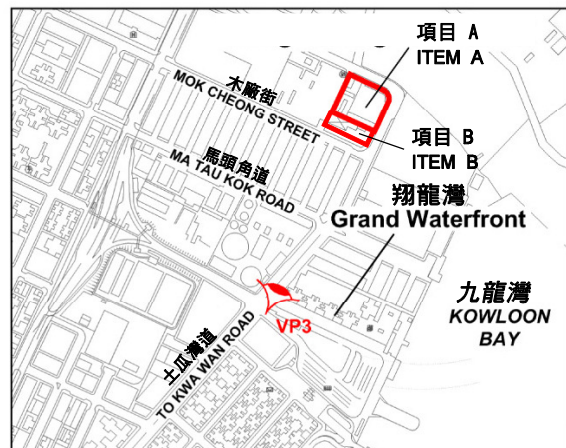 項目 A
ITEM A
木廠街
MOK CHEONG STREET
項目 B
ITEM B
馬頭角道
MA TAU KOK ROAD
翔龍灣
Grand Waterfront
九龍灣
KOWLOON
BAY
VP3
土瓜灣道
TO KWA WAN ROAD